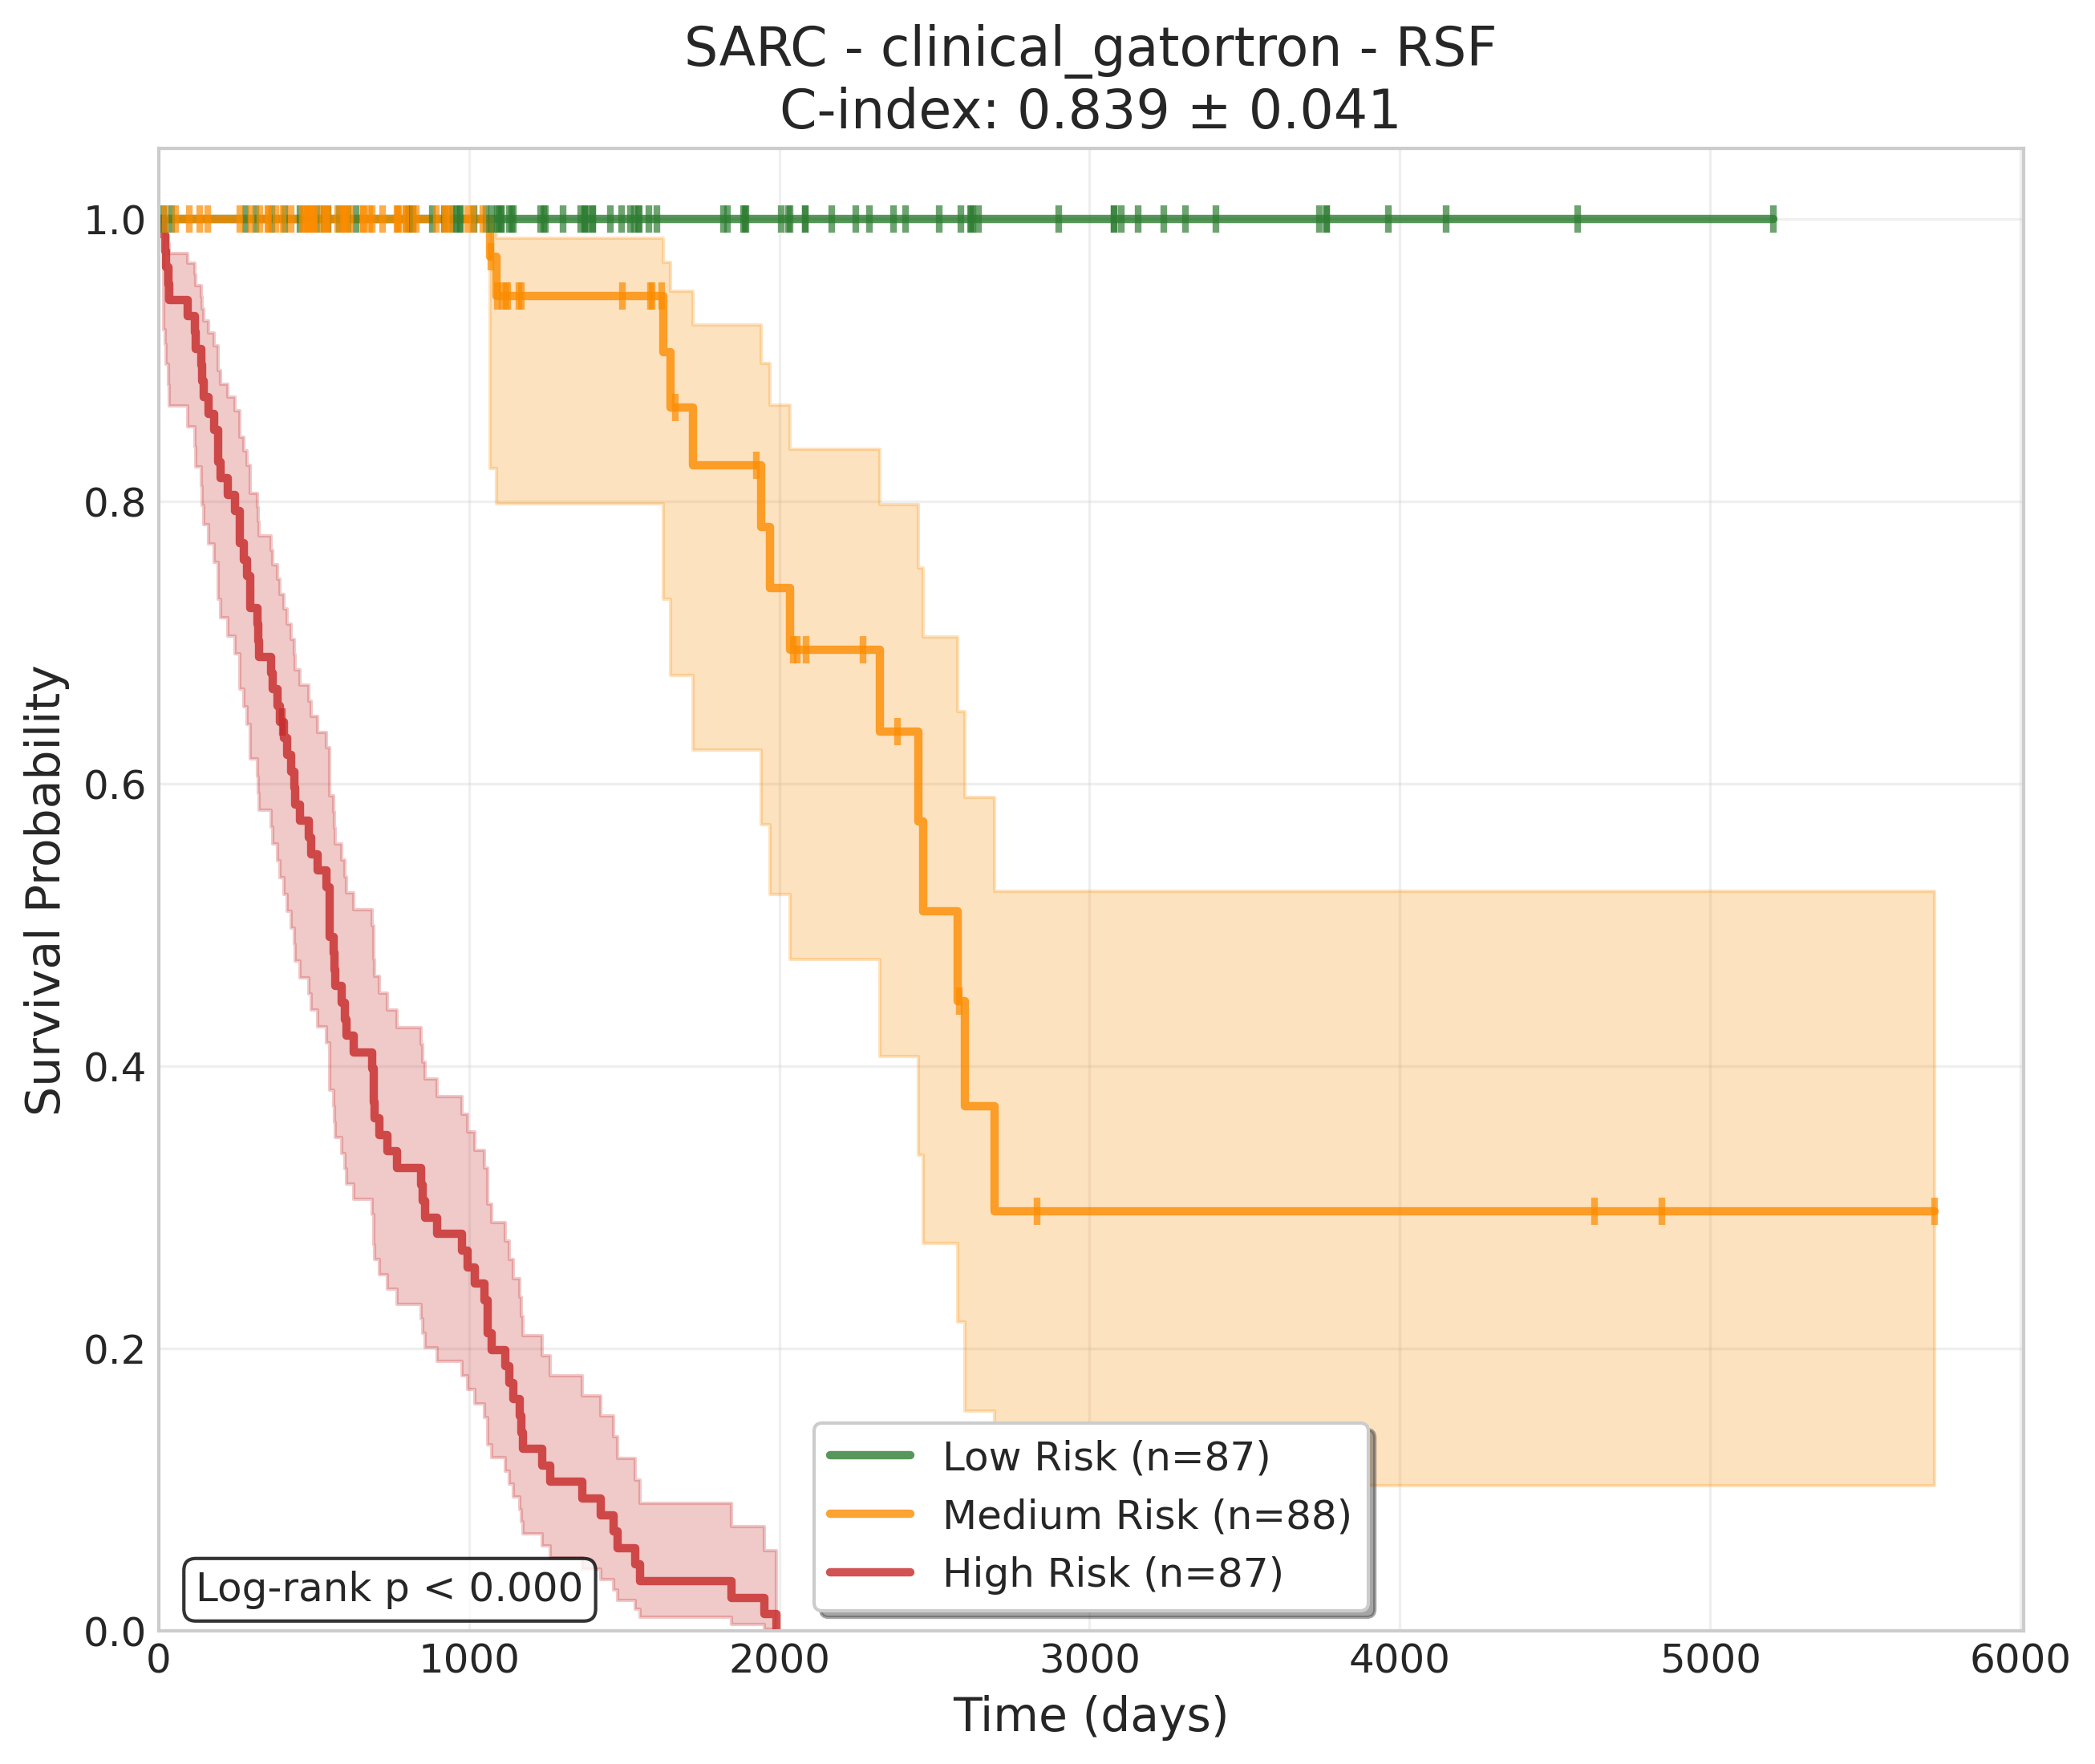 SARC - clinical_gatortron - RSF
C-index: 0.839 ± 0.041
Survival Probability
1.0
0.8
0.6
0.4
0.2
0.0
Low Risk (n=87)
Medium Risk (n=88)
High Risk (n=87)
Log-rank p < 0.000
0
1000
2000
3000
4000
5000
6000
Time (days)